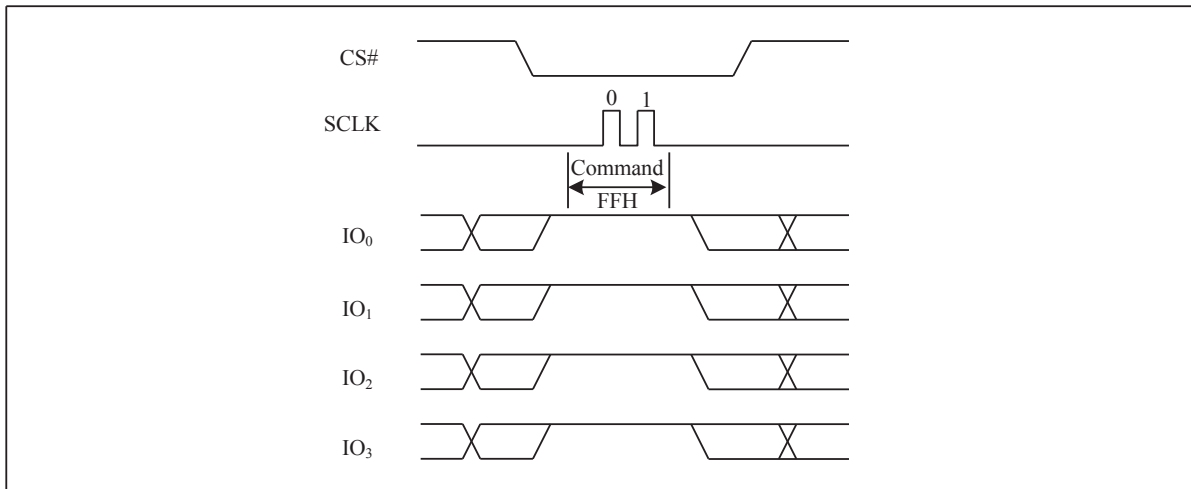 CS#
0 1
SCLK
Command
FFH
IO₀
IO₁
IO₂
IO₃